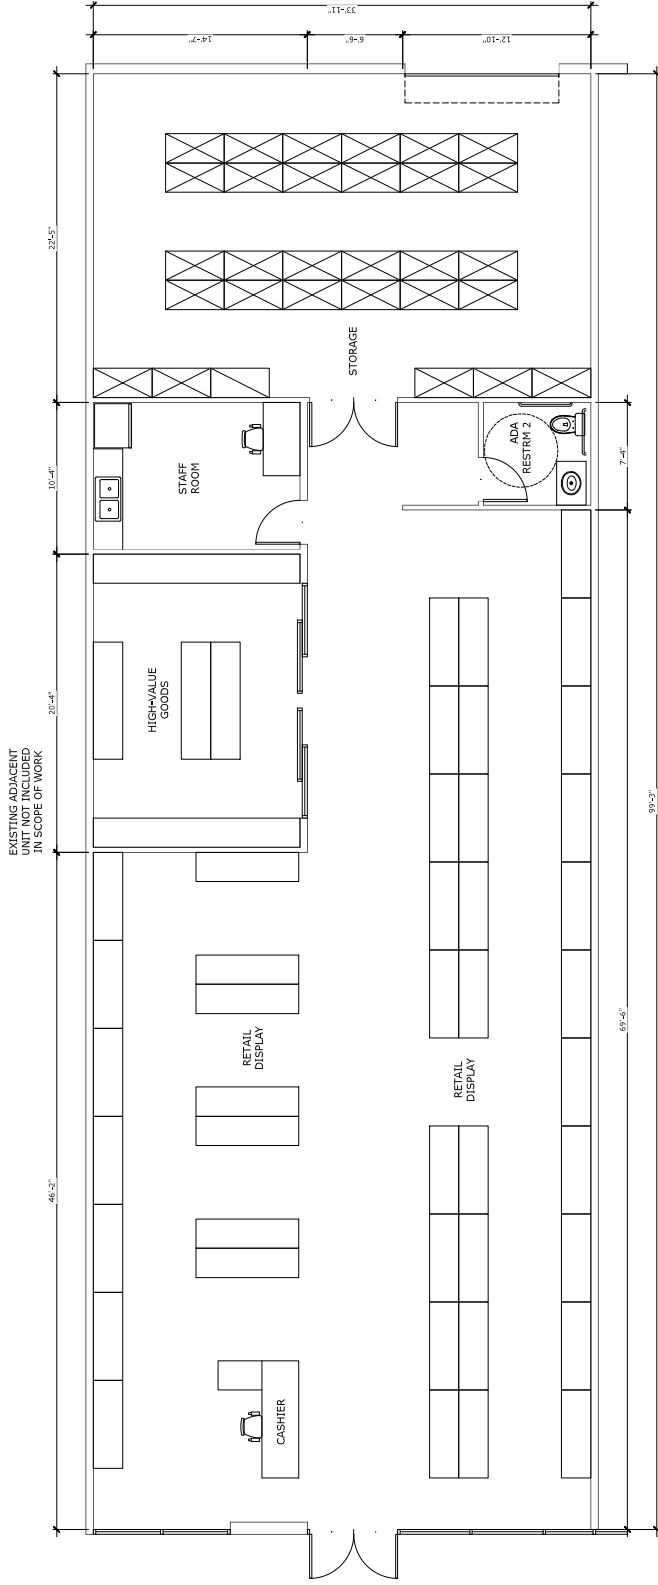 33'-11"
14'-7"
6'-6"
12'-10"
22'-5"
STORAGE
10'-4"
STAFF
ROOM
ADA
RESTRM 2
7'-4"
20'-4"
HIGH-VALUE
GOODS
EXISTING ADJACENT
UNIT NOT INCLUDED
IN SCOPE OF WORK
99'-3"
69'-6"
RETAIL
DISPLAY
RETAIL
DISPLAY
46'-2"
CASHIER